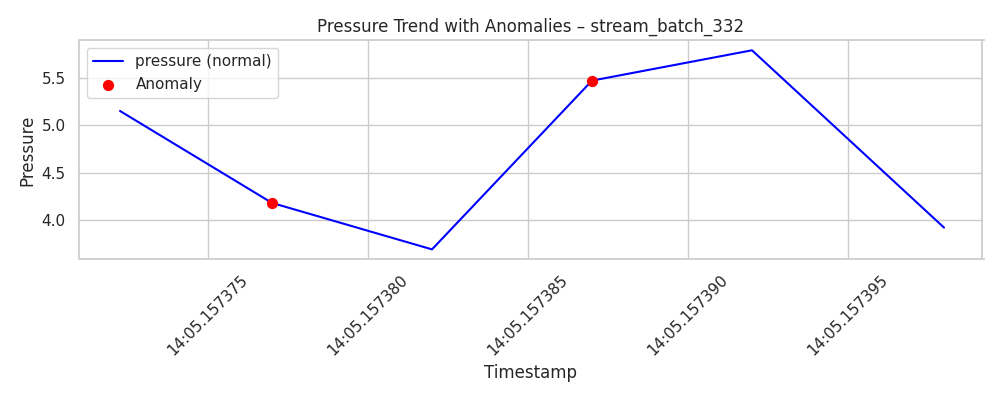 Pressure Trend with Anomalies – stream_batch_332
pressure (normal)
Anomaly
Pressure
5.5
5.0
4.5
4.0
14:05.157375
14:05.157380
14:05.157385
14:05.157390
14:05.157395
Timestamp